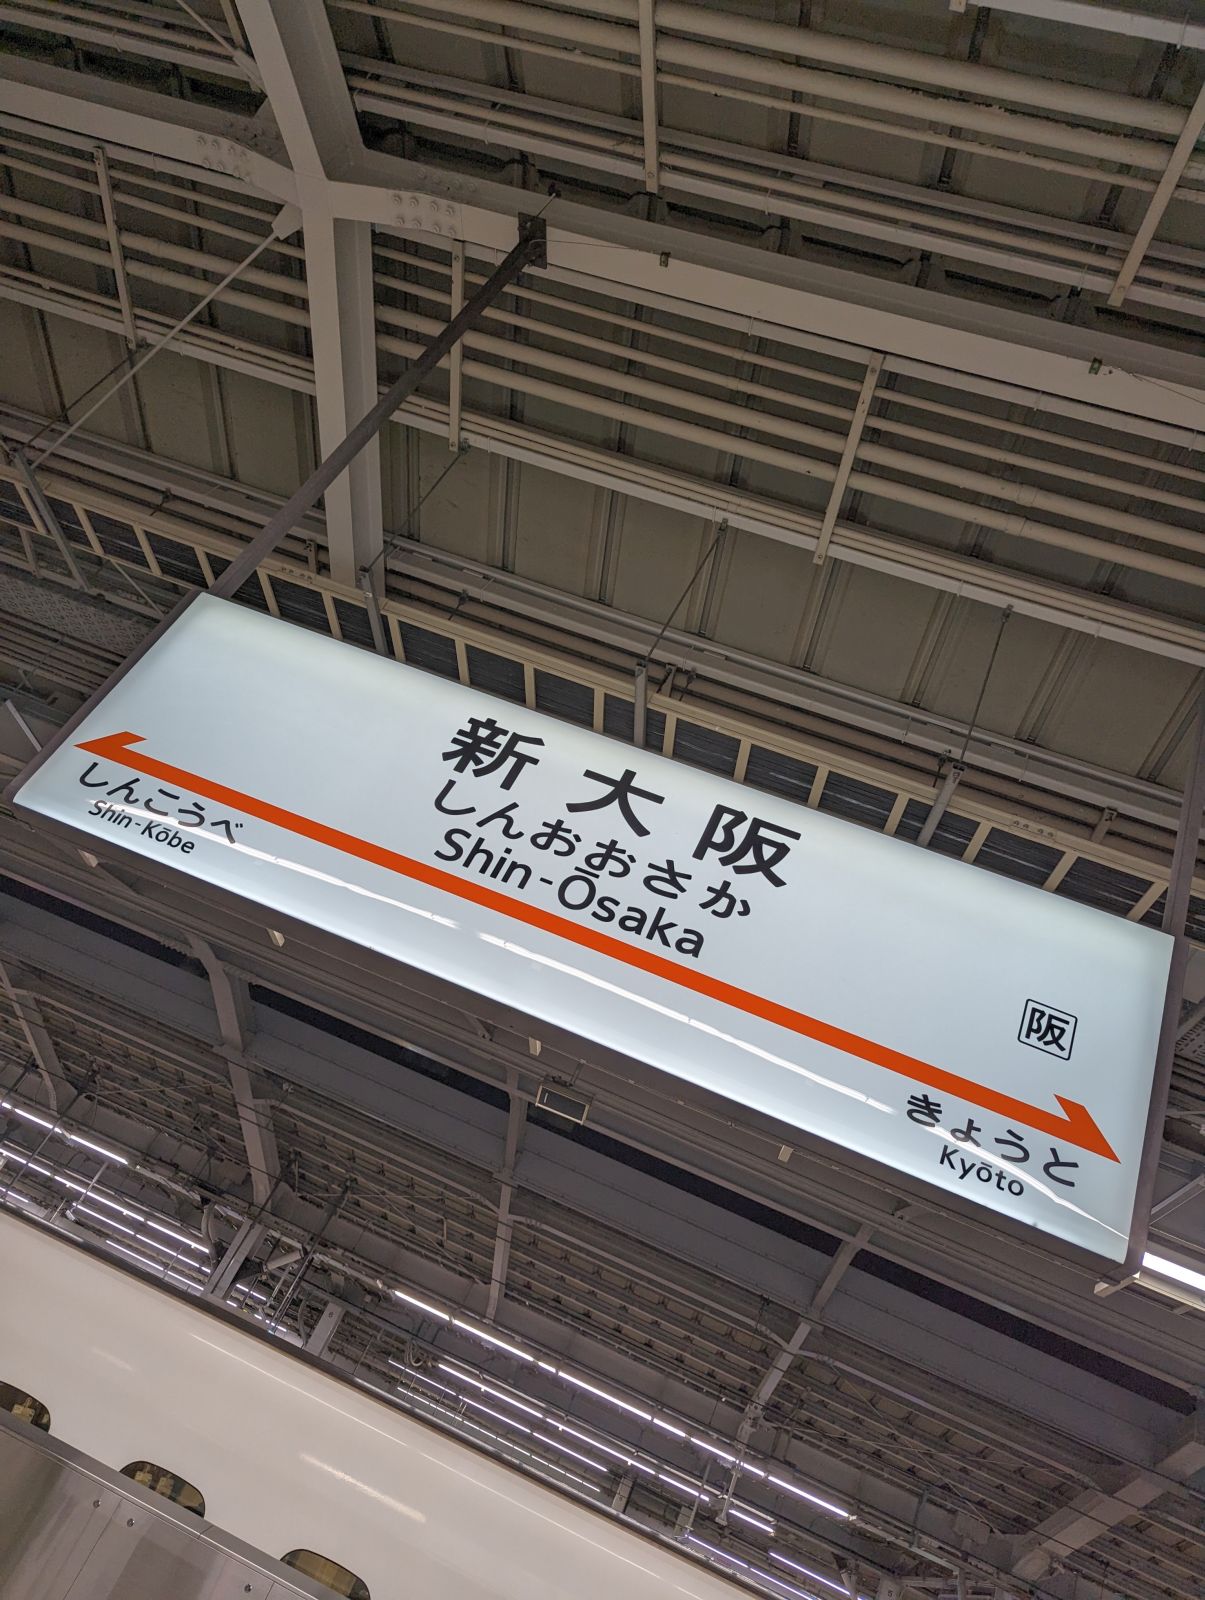 新大阪
しんおおさか
Shin-Ōsaka
しんこうべ
Shin-Kōbe
阪
きょうと
Kyōto